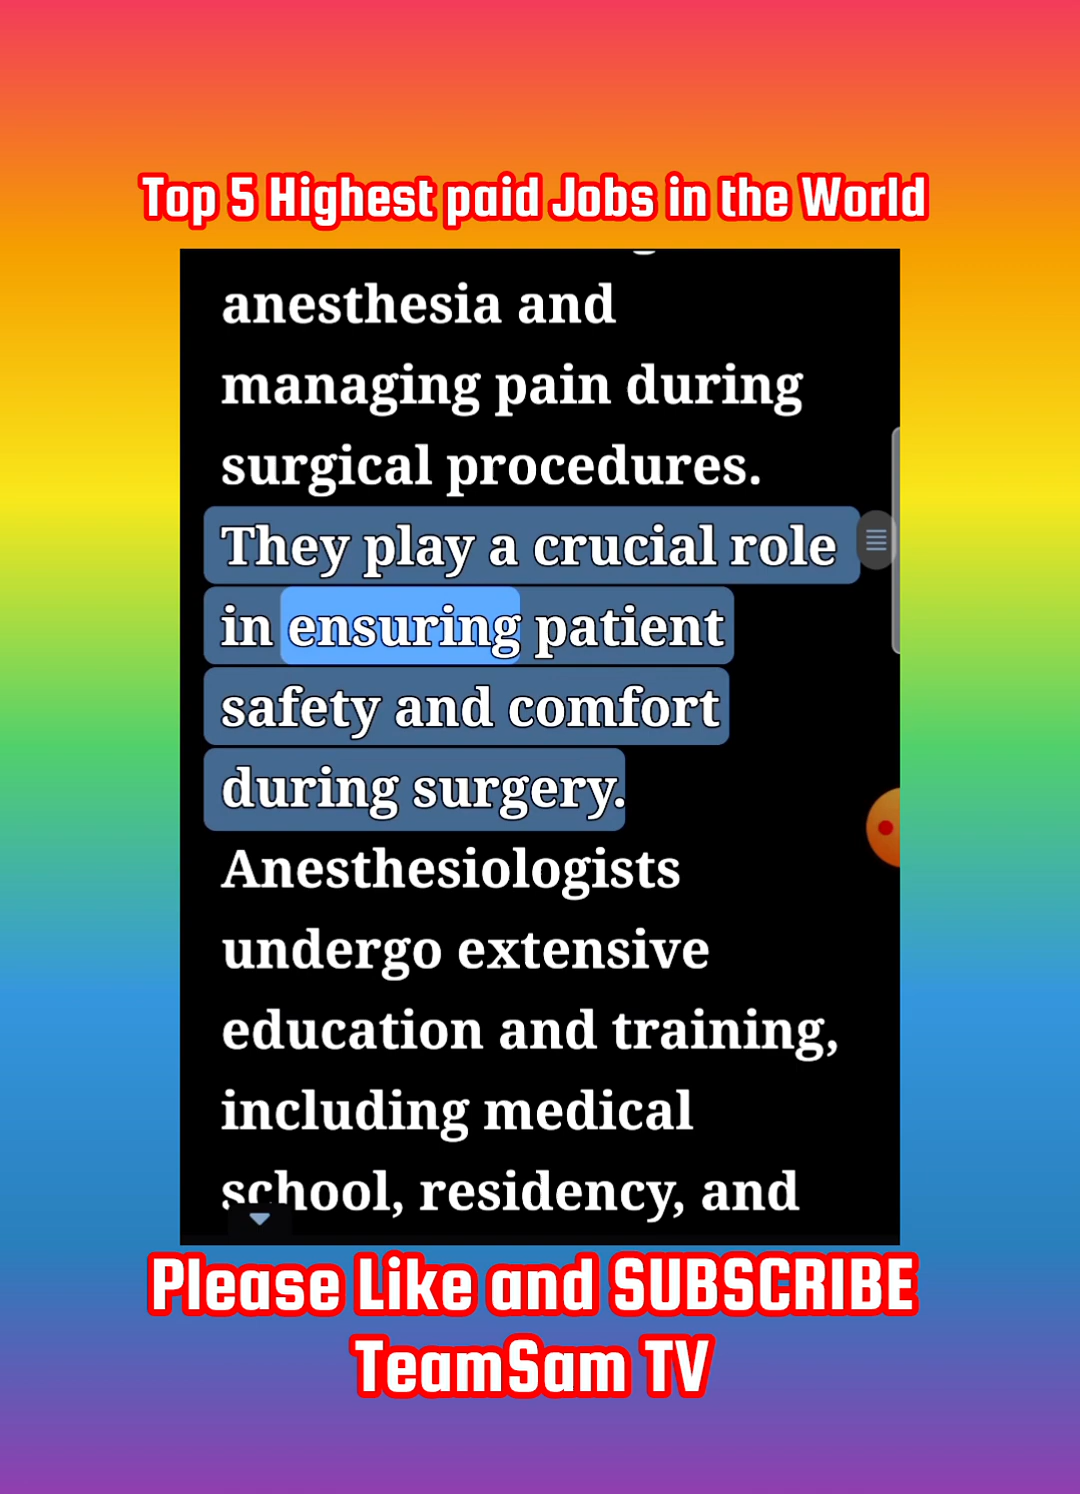 Top 5 Highest paid Jobs in the World
anesthesia and
managing pain during
surgical procedures.
They play a crucial role
in ensuring patient
safety and comfort
during surgery.
Anesthesiologists
undergo extensive
education and training,
including medical
school, residency, and
Please Like and SUBSCRIBE
TeamSam TV